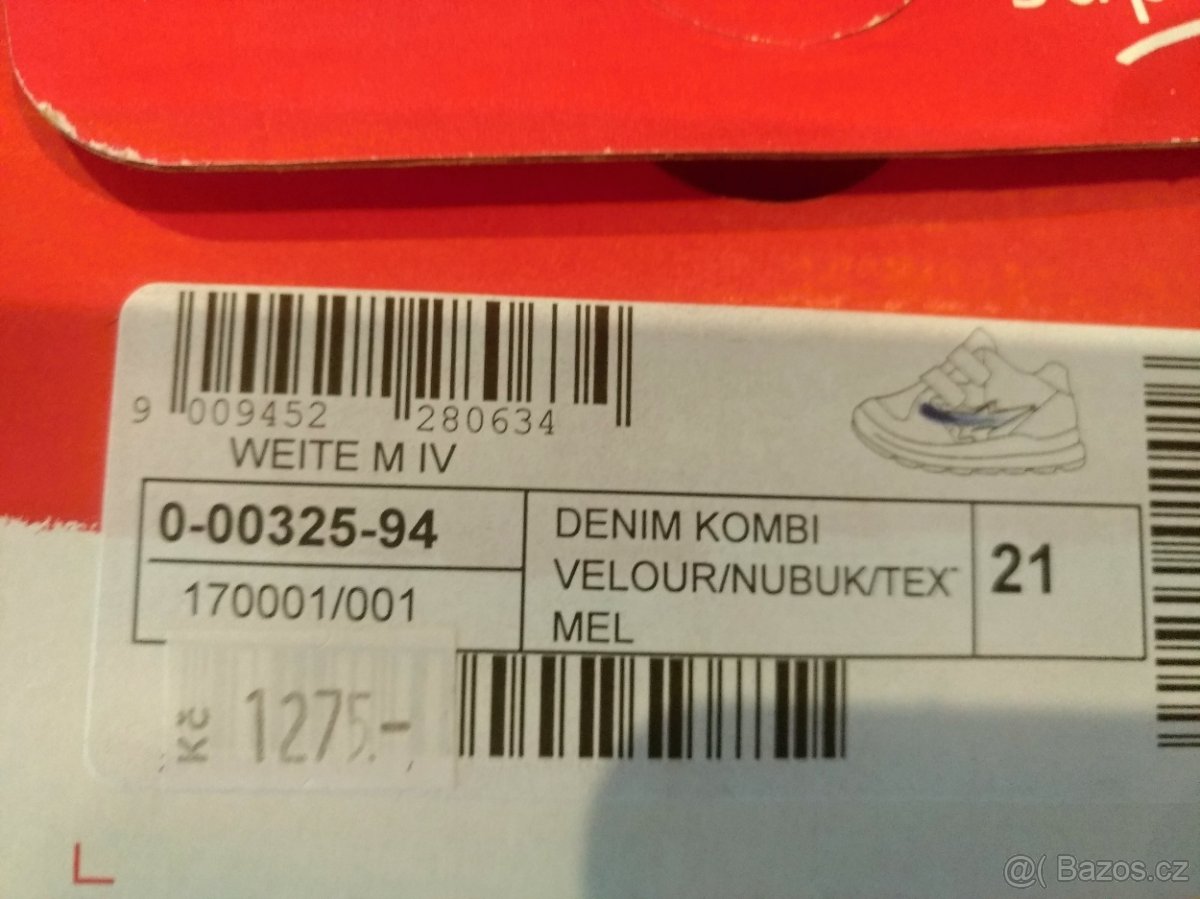 9 009452 280634
WEITE M IV
0-00325-94
170001/001
DENIM KOMBI
VELOUR/NUBUK/TEX
MEL
21
Kč 1275.-
@( Bazos.cz